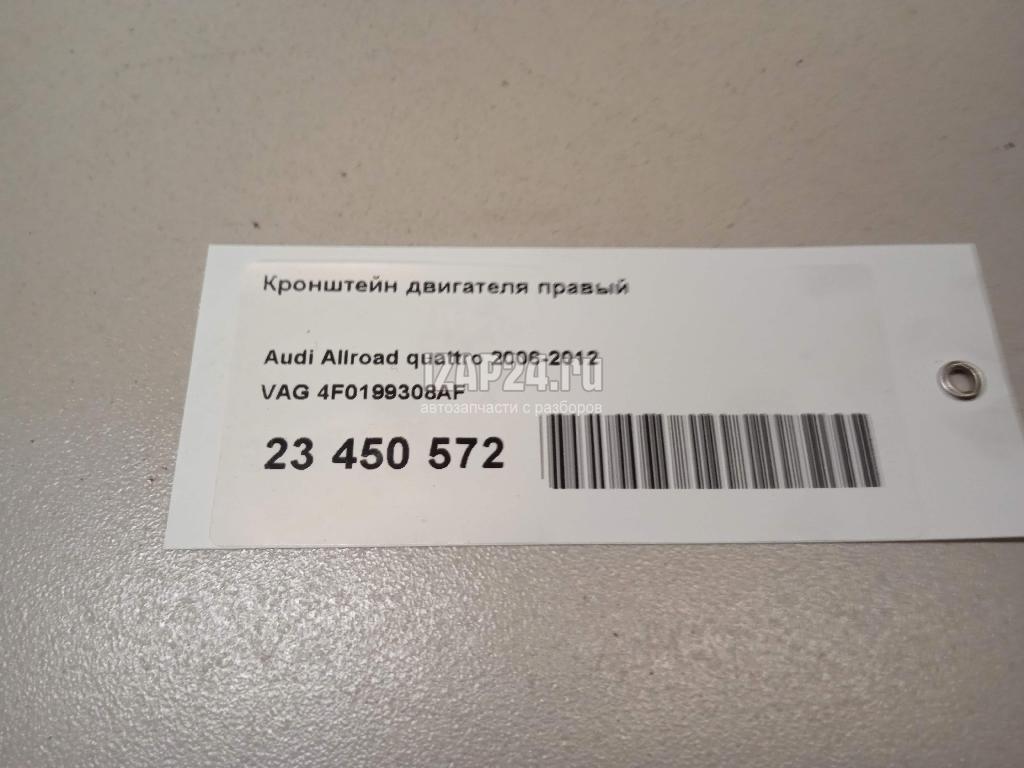 Кронштейн двигателя правый
Audi Allroad quattro 2006-2012
IZAP24.ru
VAG 4F0199308AF
автозапчасти с разборов
23 450 572